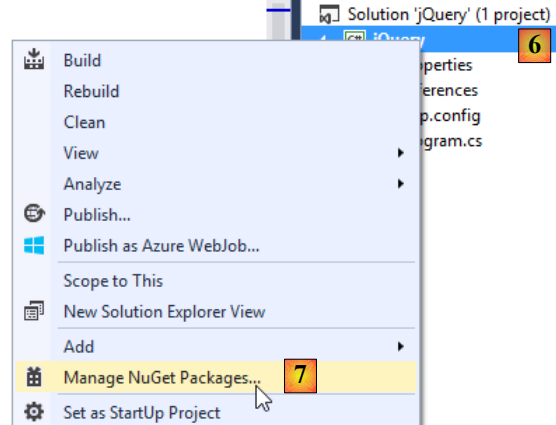 Solution 'jQuery' (1 project)
C# jQuery
6
Build
Rebuild
Clean
View
Analyze
Publish...
Publish as Azure WebJob...
Scope to This
New Solution Explorer View
Add
Manage NuGet Packages...
7
Set as StartUp Project
operties
erences
p.config
gram.cs